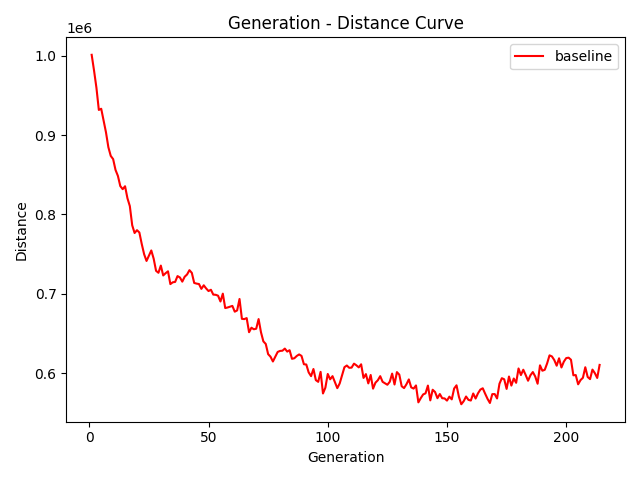 Generation - Distance Curve
1e6
baseline
1.0
0.9
0.8
0.7
0.6
Distance
0 50 100 150 200
Generation